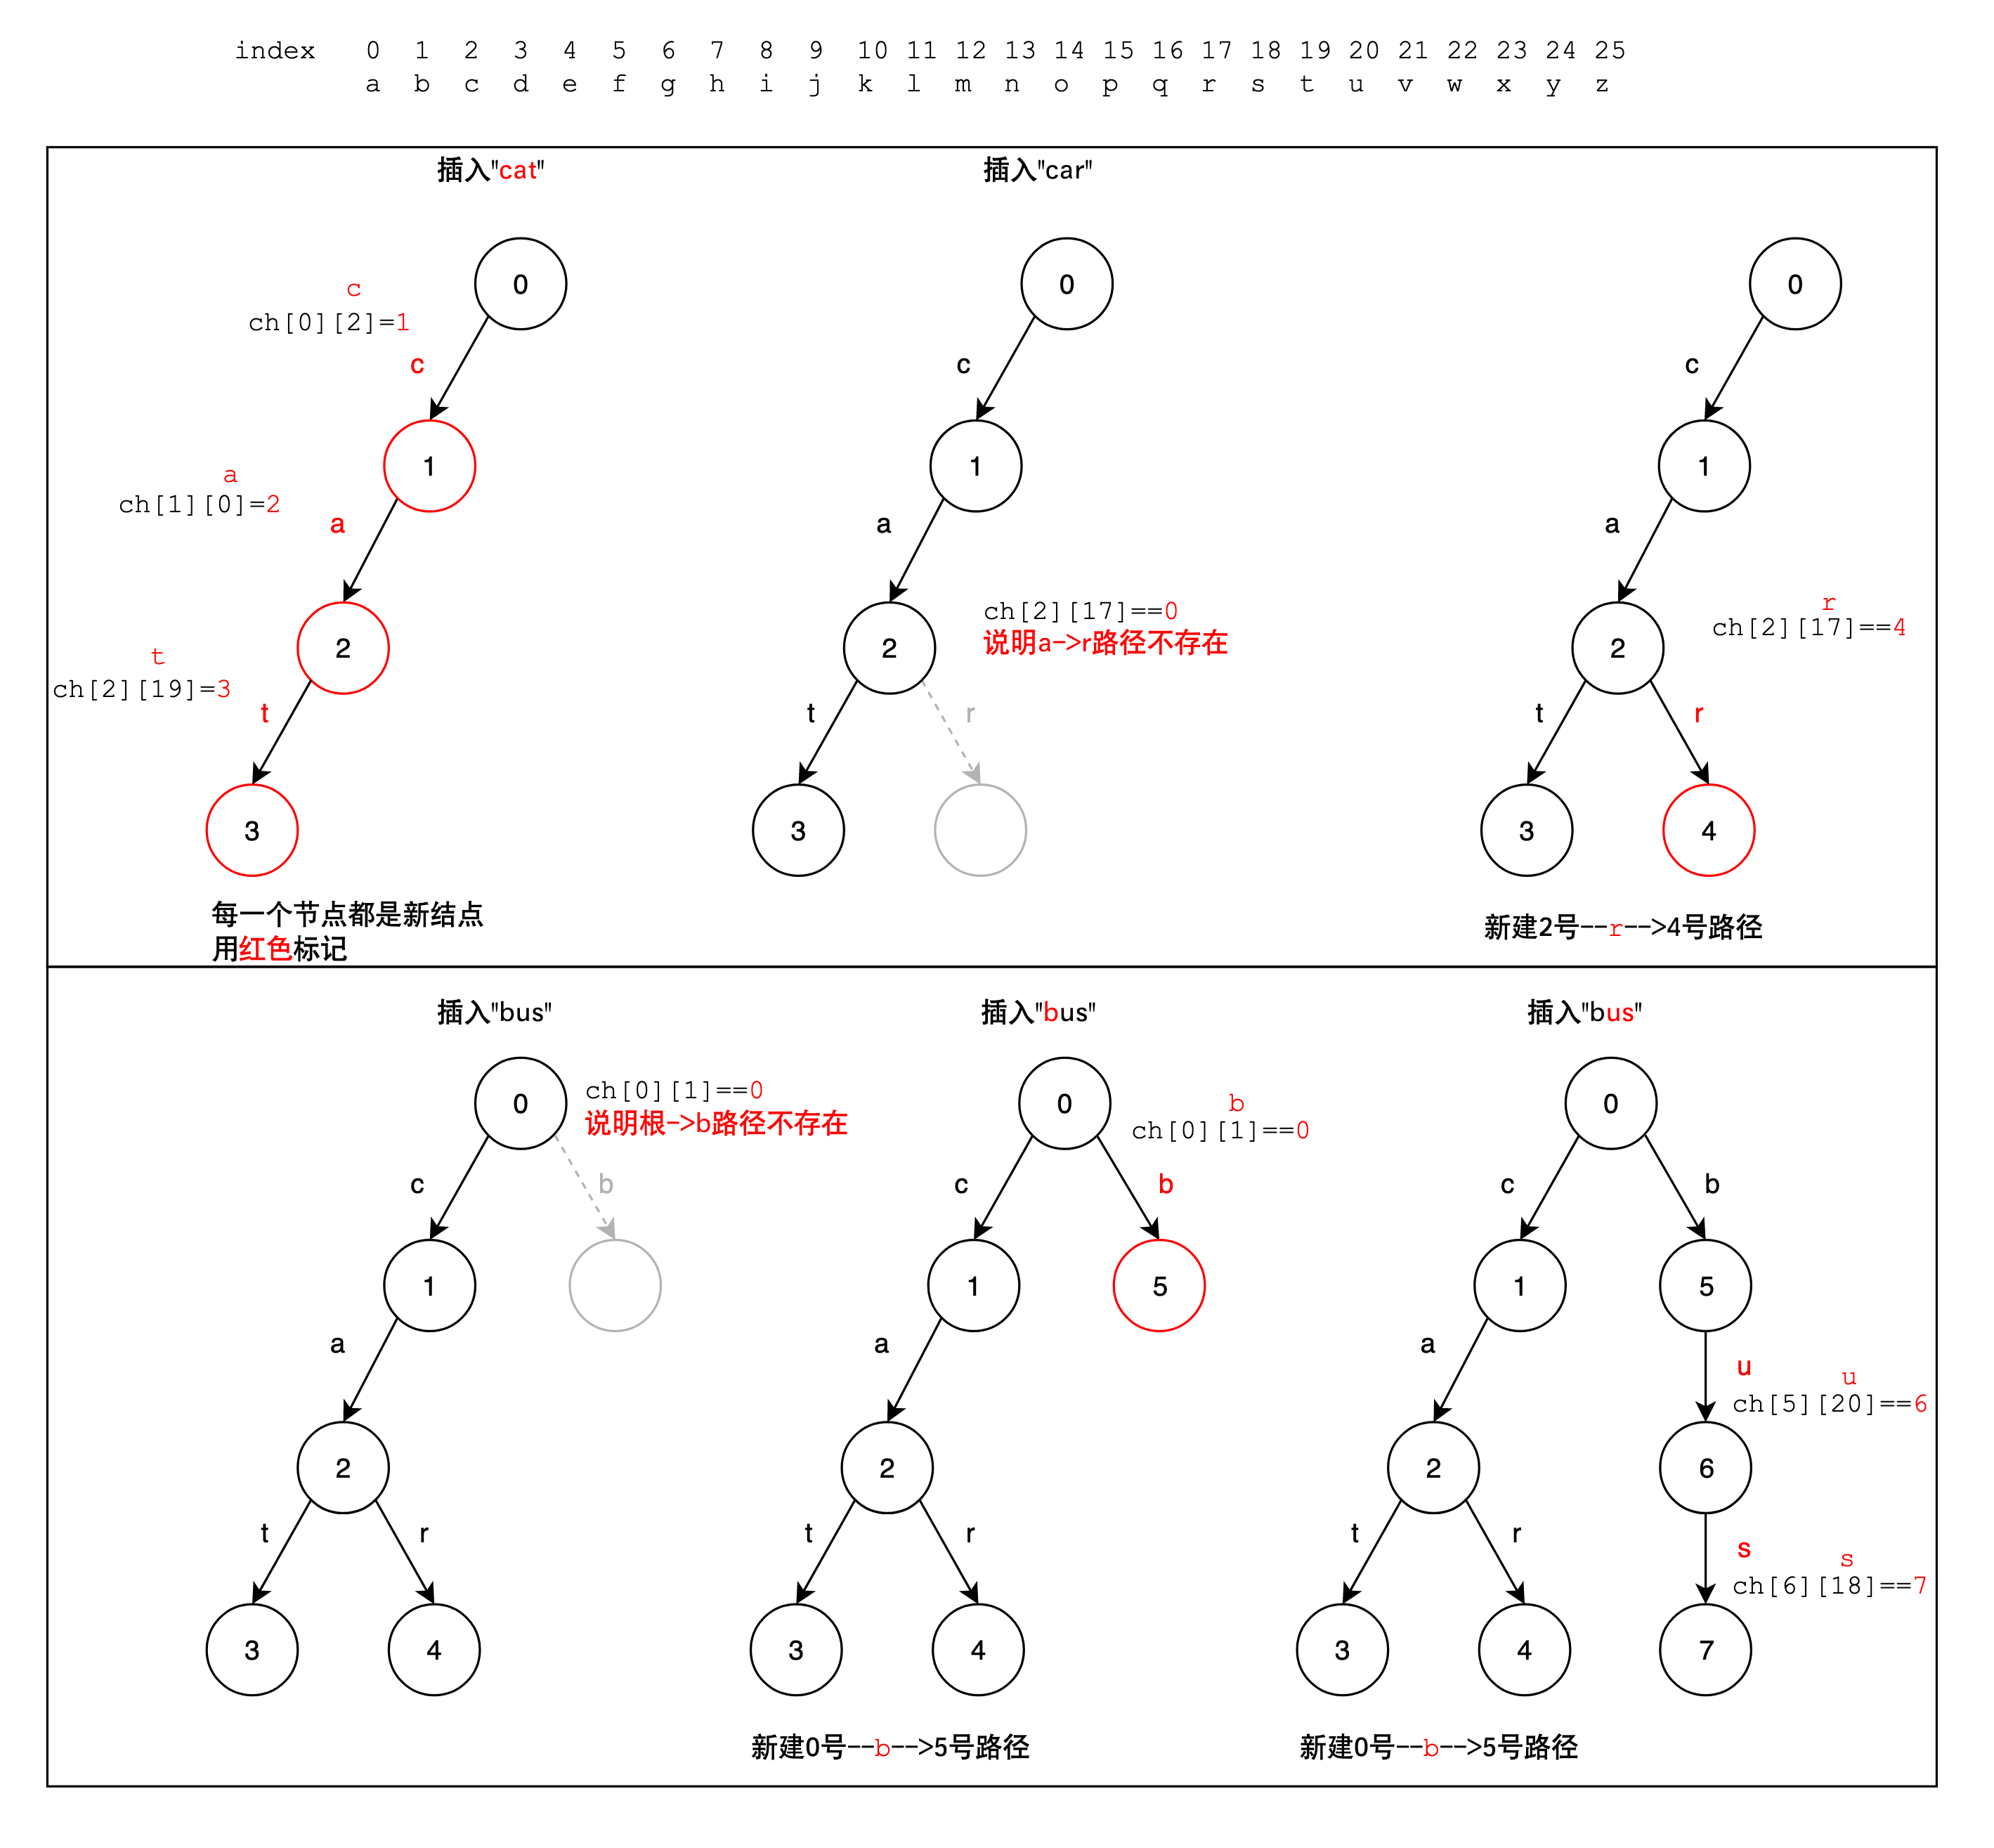 index 0 1 2 3 4 5 6 7 8 9 10 11 12 13 14 15 16 17 18 19 20 21 22 23 24 25
a b c d e f g h i j k l m n o p q r s t u v w x y z
插入"cat"
0
c
ch[0][2]=1
c
1
a
ch[1][0]=2
a
2
t
ch[2][19]=3
t
3
每一个节点都是新结点
用红色标记
插入"car"
0
c
1
a
2
ch[2][17]==0
说明a->r路径不存在
t
r
3
0
c
1
a
2
r
ch[2][17]==4
t
r
3
4
新建2号--r-->4号路径
插入"bus"
0
ch[0][1]==0
说明根->b路径不存在
c
b
1
a
2
t
r
3
4
插入"bus"
0
b
ch[0][1]==0
c
b
1
5
a
2
t
r
3
4
新建0号--b-->5号路径
插入"bus"
0
c
b
1
5
a
u
u
ch[5][20]==6
2
6
t
r
s
s
ch[6][18]==7
3
4
7
新建0号--b-->5号路径